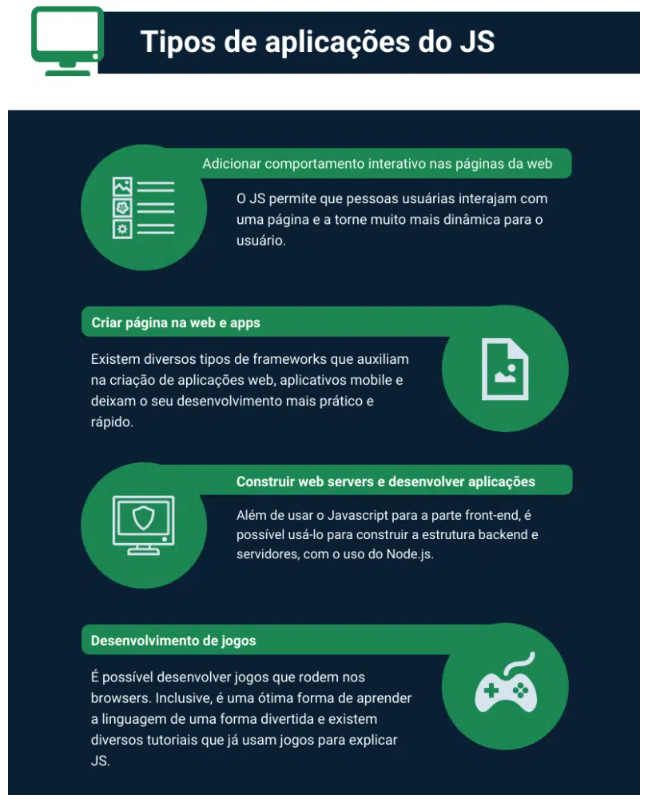 Tipos de aplicações do JS
Adicionar comportamento interativo nas páginas da web
O JS permite que pessoas usuárias interajam com
uma página e a torne muito mais dinâmica para o
usuário.
Criar página na web e apps
Existem diversos tipos de frameworks que auxiliam
na criação de aplicações web, aplicativos mobile e
deixam o seu desenvolvimento mais prático e
rápido.
Construir web servers e desenvolver aplicações
Além de usar o Javascript para a parte front-end, é
possível usá-lo para construir a estrutura backend e
servidores, com o uso do Node.js.
Desenvolvimento de jogos
É possível desenvolver jogos que rodem nos
browsers. Inclusive, é uma ótima forma de aprender
a linguagem de uma forma divertida e existem
diversos tutoriais que já usam jogos para explicar
JS.